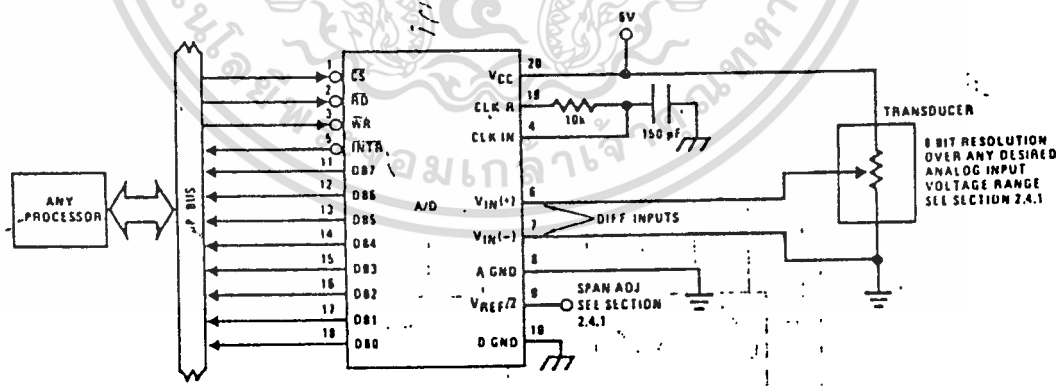 5V
1 CS
2 RD
3 WR
5 INTR
11 DB7
12 DB6
13 DB5
14 DB4
15 DB3
16 DB2
17 DB1
18 DB0
ANY PROCESSOR
µP BUS
A/D
VCC 20
CLK R 19
CLK IN 4
10k
150 pF
VIN(+) 6
VIN(−) 7
DIFF INPUTS
A GND 8
VREF/2 9
D GND 10
SPAN ADJ
SEE SECTION
2.4.1
TRANSDUCER
8 BIT RESOLUTION
OVER ANY DESIRED
ANALOG INPUT
VOLTAGE RANGE
SEE SECTION 2.4.1